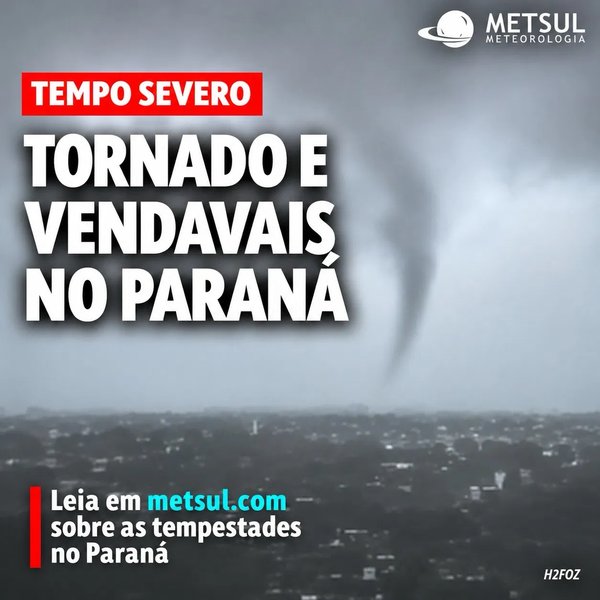 METSUL
METEOROLOGIA
TEMPO SEVERO
TORNADO E
VENDAVAIS
NO PARANÁ
Leia em metsul.com
sobre as tempestades
no Paraná
H2FOZ